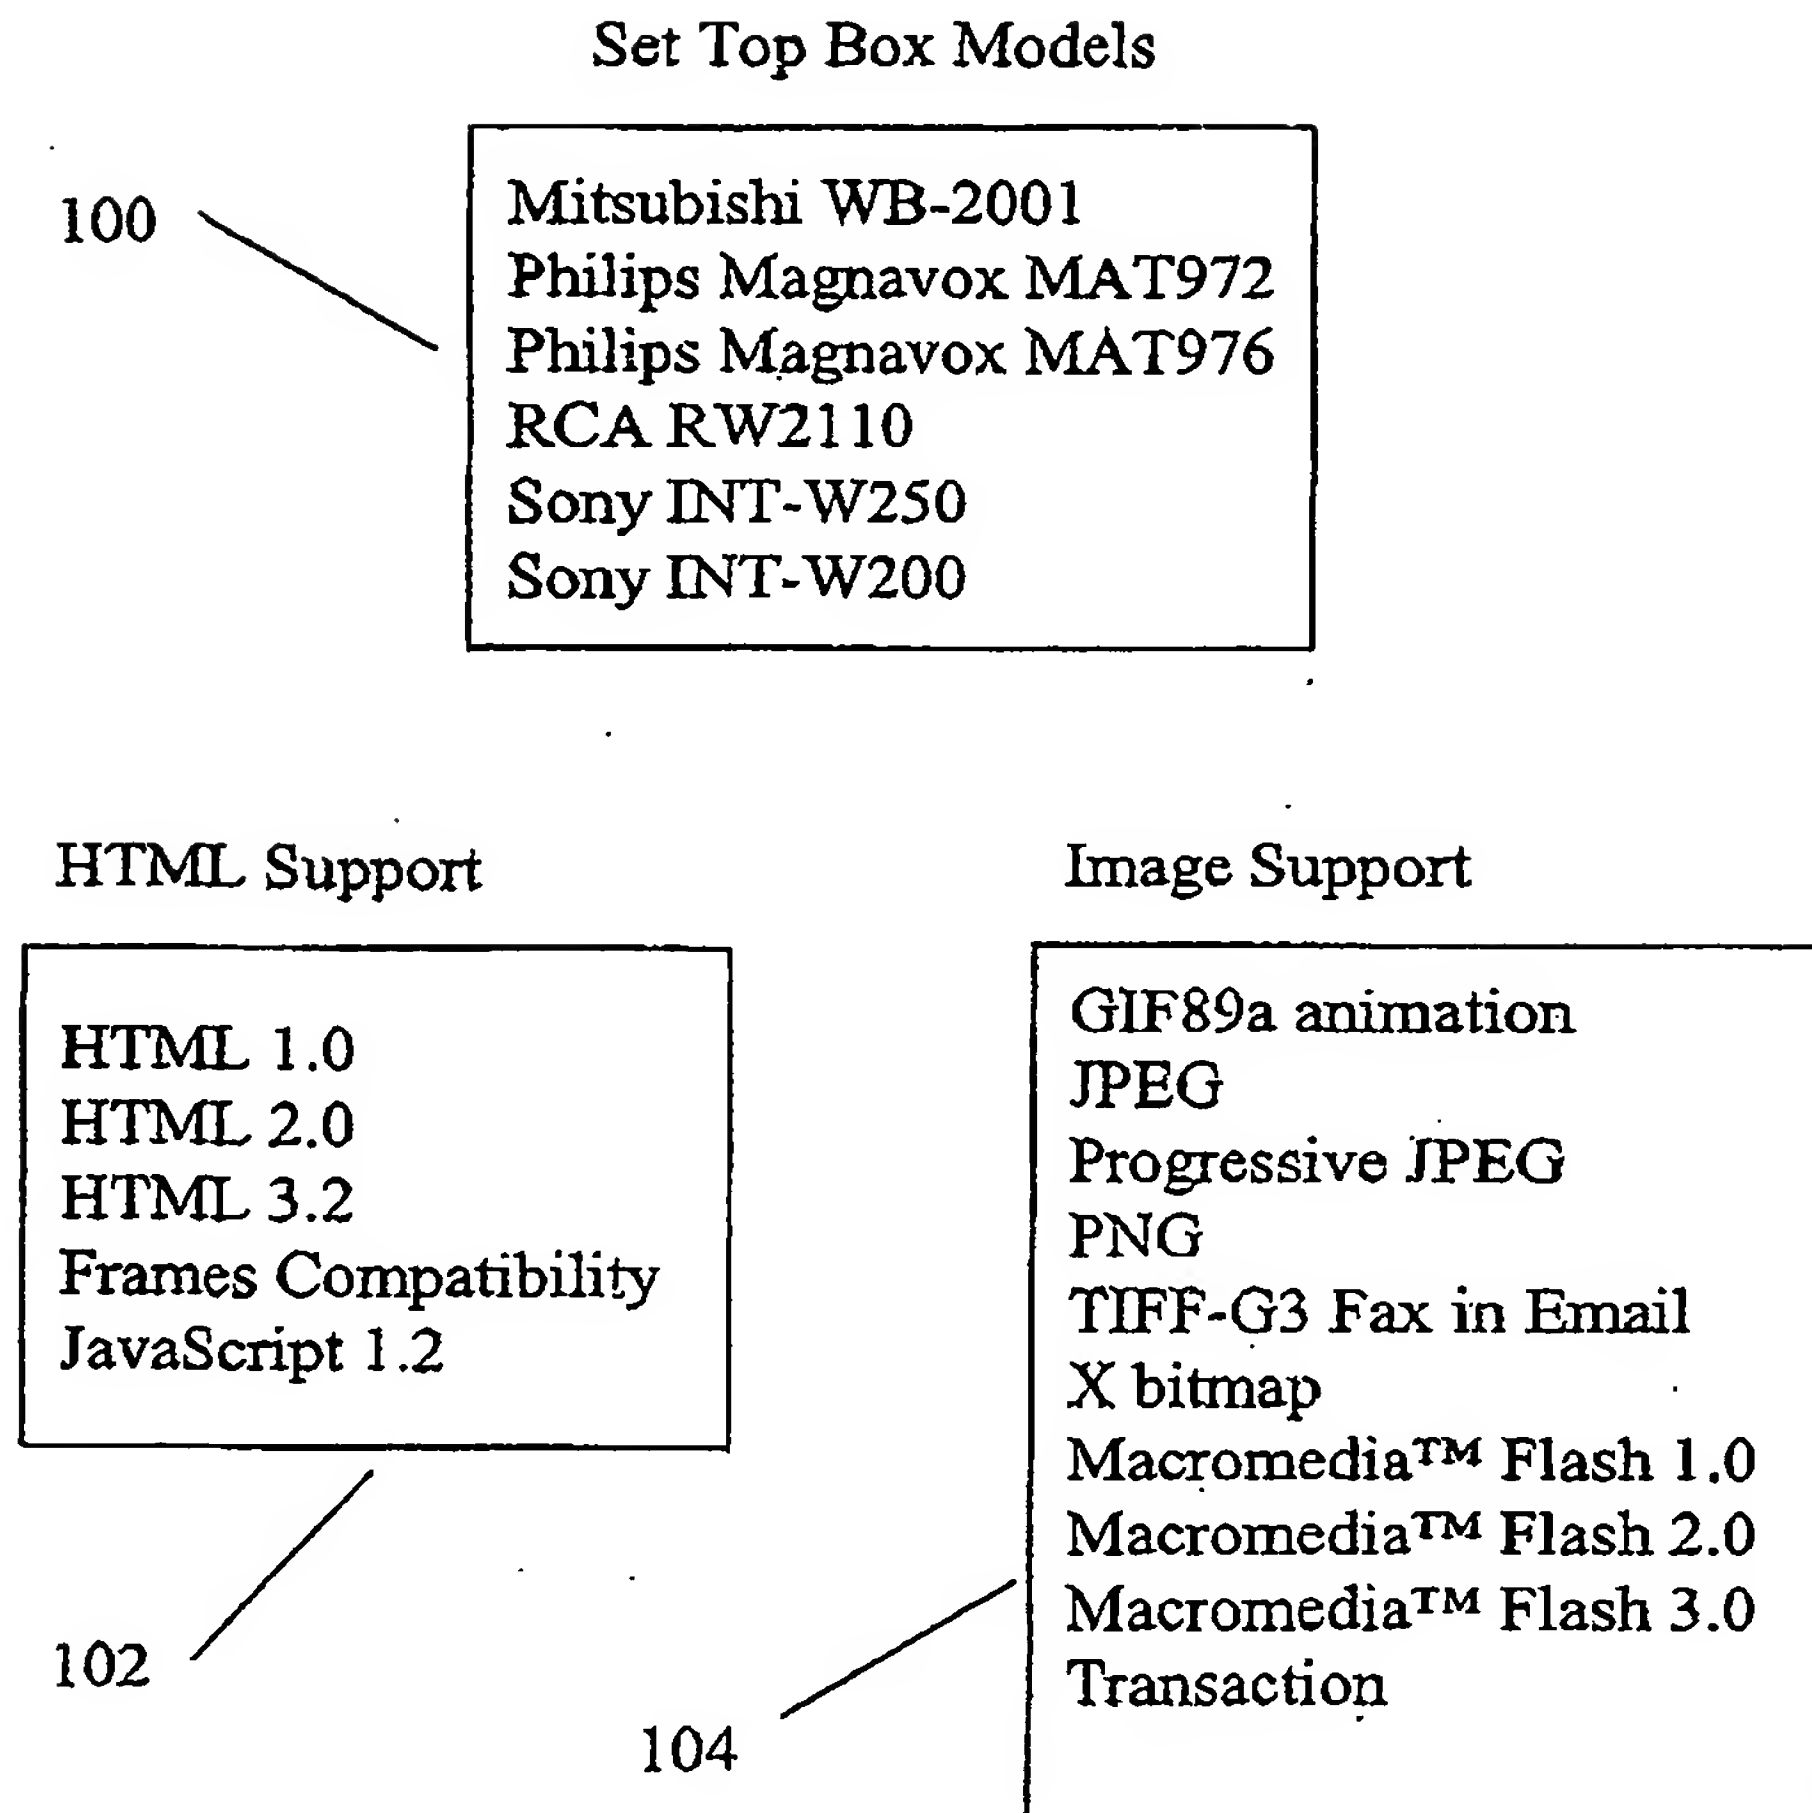 Set Top Box Models
100
Mitsubishi WB-2001
Philips Magnavox MAT972
Philips Magnavox MAT976
RCA RW2110
Sony INT-W250
Sony INT-W200
HTML Support
HTML 1.0
HTML 2.0
HTML 3.2
Frames Compatibility
JavaScript 1.2
102
Image Support
GIF89a animation
JPEG
Progressive JPEG
PNG
TIFF-G3 Fax in Email
X bitmap
Macromedia™ Flash 1.0
Macromedia™ Flash 2.0
Macromedia™ Flash 3.0
Transaction
104